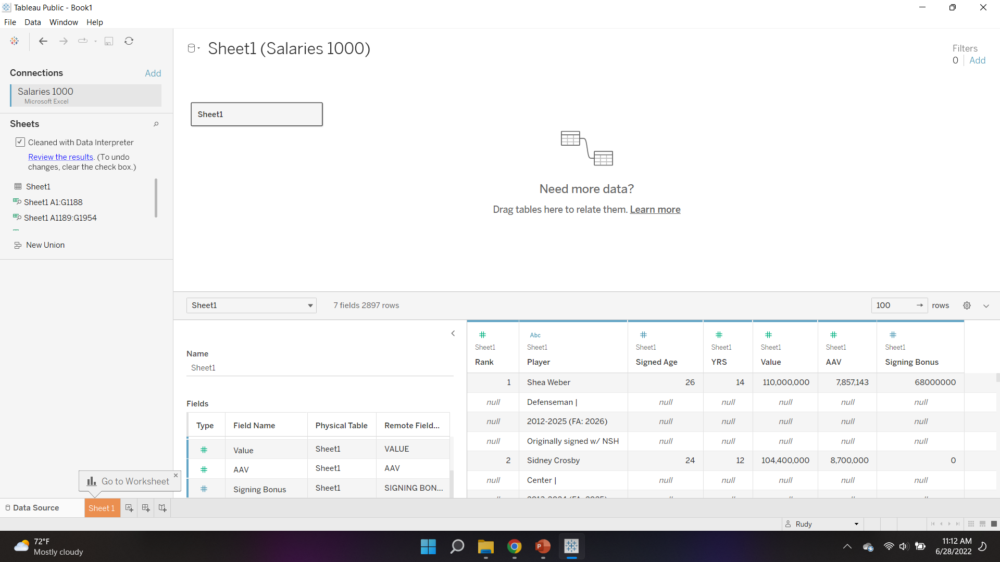 Tableau Public - Book1
File Data Window Help
Connections Add
Salaries 1000
Microsoft Excel
Sheets
Cleaned with Data Interpreter
Review the results. (To undo
changes, clear the check box.)
Sheet1
Sheet1 A1:G1188
Sheet1 A1189:G1954
New Union
Sheet1 (Salaries 1000)
Filters
0 Add
Sheet1
Need more data?
Drag tables here to relate them. Learn more
Sheet1 7 fields 2897 rows 100 → rows
Name
Sheet1
Fields
Type Field Name Physical Table Remote Field...
# Value Sheet1 VALUE
# AAV Sheet1 AAV
# Signing Bonus Sheet1 SIGNING BON...
# Abc # # # # #
Sheet1 Sheet1 Sheet1 Sheet1 Sheet1 Sheet1 Sheet1
Rank Player Signed Age YRS Value AAV Signing Bonus
1 Shea Weber 26 14 110,000,000 7,857,143 68000000
null Defenseman | null null null null null
null 2012-2025 (FA: 2026) null null null null null
null Originally signed w/ NSH null null null null null
2 Sidney Crosby 24 12 104,400,000 8,700,000 0
null Center | null null null null null
Go to Worksheet
Data Source Sheet 1
Rudy
72°F
Mostly cloudy
11:12 AM
6/28/2022